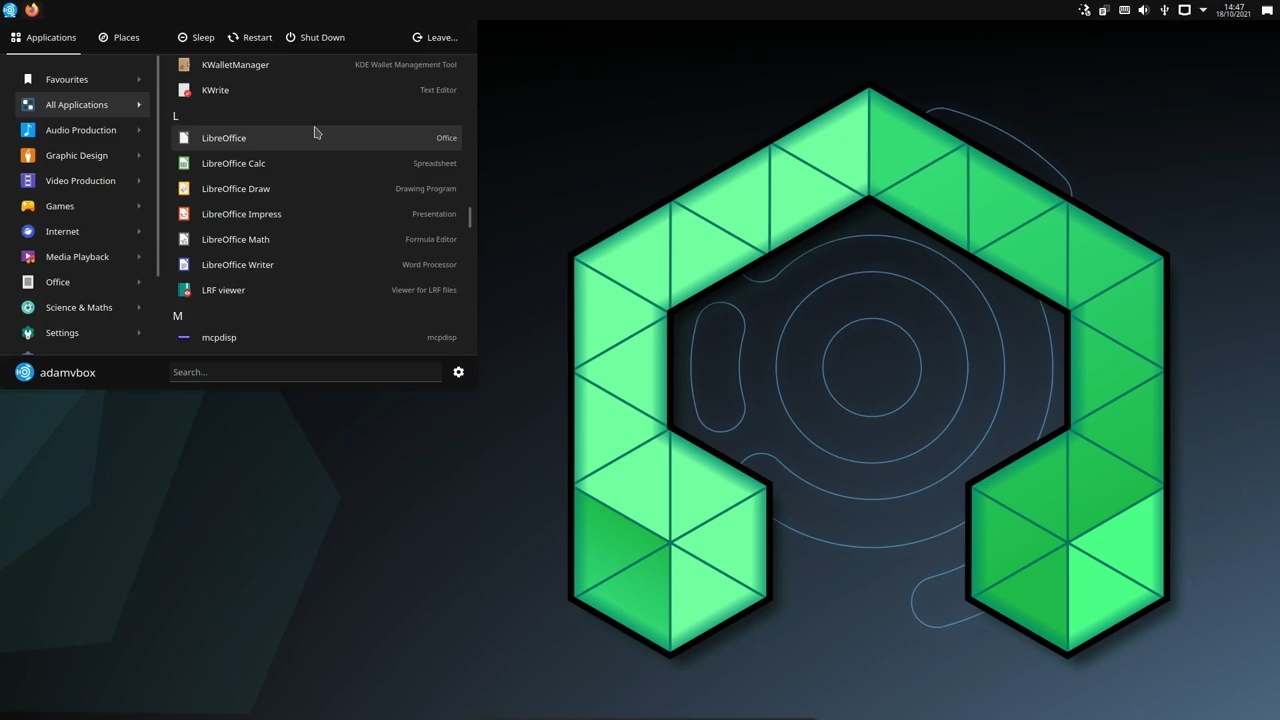 14:47
18/10/2021
Applications Places Sleep Restart Shut Down Leave...
Favourites
All Applications
Audio Production
Graphic Design
Video Production
Games
Internet
Media Playback
Office
Science & Maths
Settings
KWalletManager KDE Wallet Management Tool
KWrite Text Editor
L
LibreOffice Office
LibreOffice Calc Spreadsheet
LibreOffice Draw Drawing Program
LibreOffice Impress Presentation
LibreOffice Math Formula Editor
LibreOffice Writer Word Processor
LRF viewer Viewer for LRF files
M
mcpdisp mcpdisp
adamvbox Search...